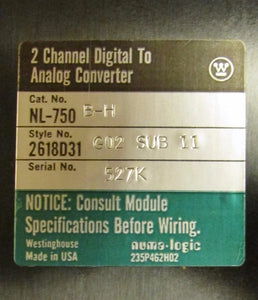 2 Channel Digital To
Analog Converter
Cat. No.
NL-750 5-H
Style No.
2618D31 G02 SUB 11
Serial No.
527K
NOTICE: Consult Module
Specifications Before Wiring.
Westinghouse numa-logic
Made in USA 235P462H02